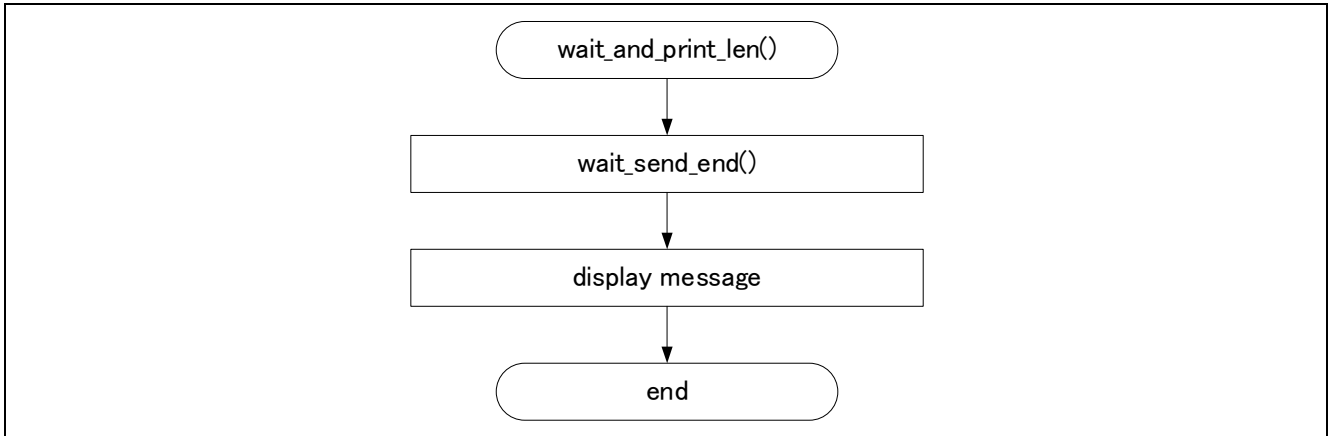 wait_and_print_len()
wait_send_end()
display message
end